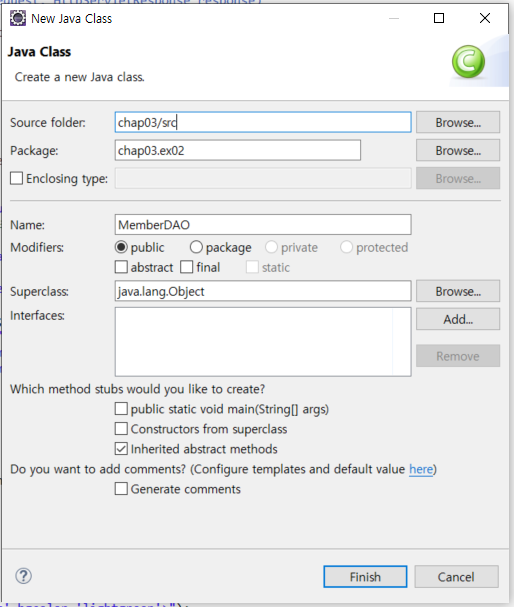 New Java Class
Java Class
Create a new Java class.
Source folder: chap03/src Browse...
Package: chap03.ex02 Browse...
Enclosing type: Browse...
Name: MemberDAO
Modifiers: public package private protected
abstract final static
Superclass: java.lang.Object Browse...
Interfaces: Add...
Remove
Which method stubs would you like to create?
public static void main(String[] args)
Constructors from superclass
Inherited abstract methods
Do you want to add comments? (Configure templates and default value here)
Generate comments
? Finish Cancel